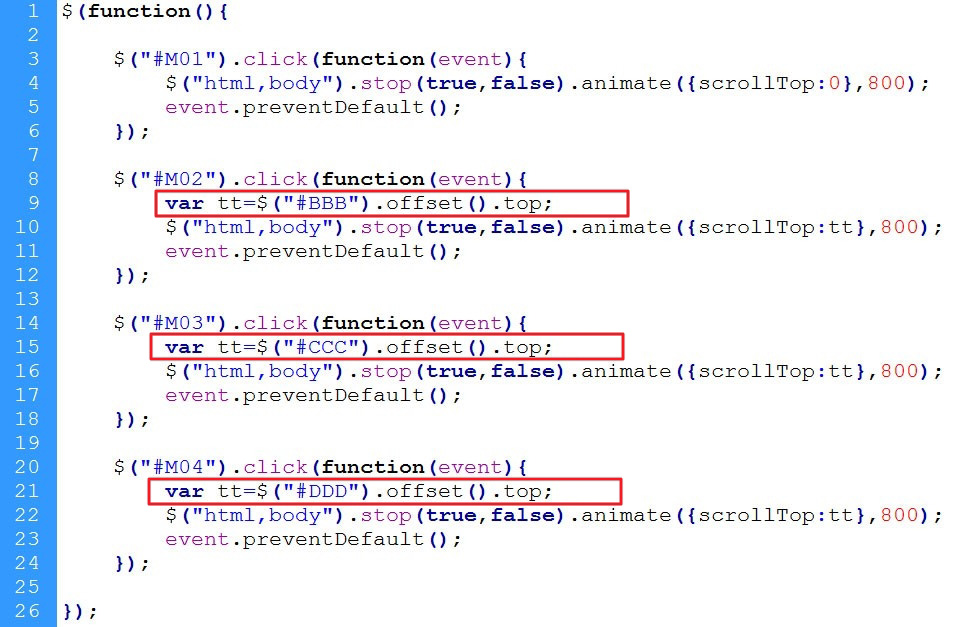 1 $(function(){
2
3 $("#M01").click(function(event){
4 $("html,body").stop(true,false).animate({scrollTop:0},800);
5 event.preventDefault();
6 });
7
8 $("#M02").click(function(event){
9 var tt=$("#BBB").offset().top;
10 $("html,body").stop(true,false).animate({scrollTop:tt},800);
11 event.preventDefault();
12 });
13
14 $("#M03").click(function(event){
15 var tt=$("#CCC").offset().top;
16 $("html,body").stop(true,false).animate({scrollTop:tt},800);
17 event.preventDefault();
18 });
19
20 $("#M04").click(function(event){
21 var tt=$("#DDD").offset().top;
22 $("html,body").stop(true,false).animate({scrollTop:tt},800);
23 event.preventDefault();
24 });
25
26 });